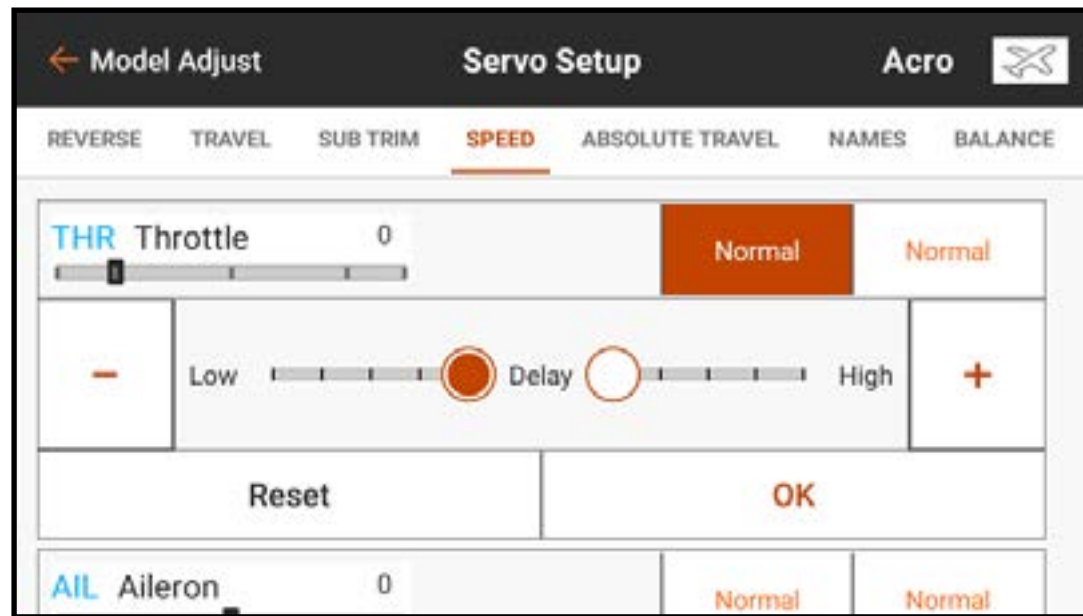 ← Model Adjust Servo Setup Acro
REVERSE TRAVEL SUB TRIM SPEED ABSOLUTE TRAVEL NAMES BALANCE
THR Throttle 0 Normal Normal
− Low Delay High +
Reset OK
AIL Aileron 0 Normal Normal